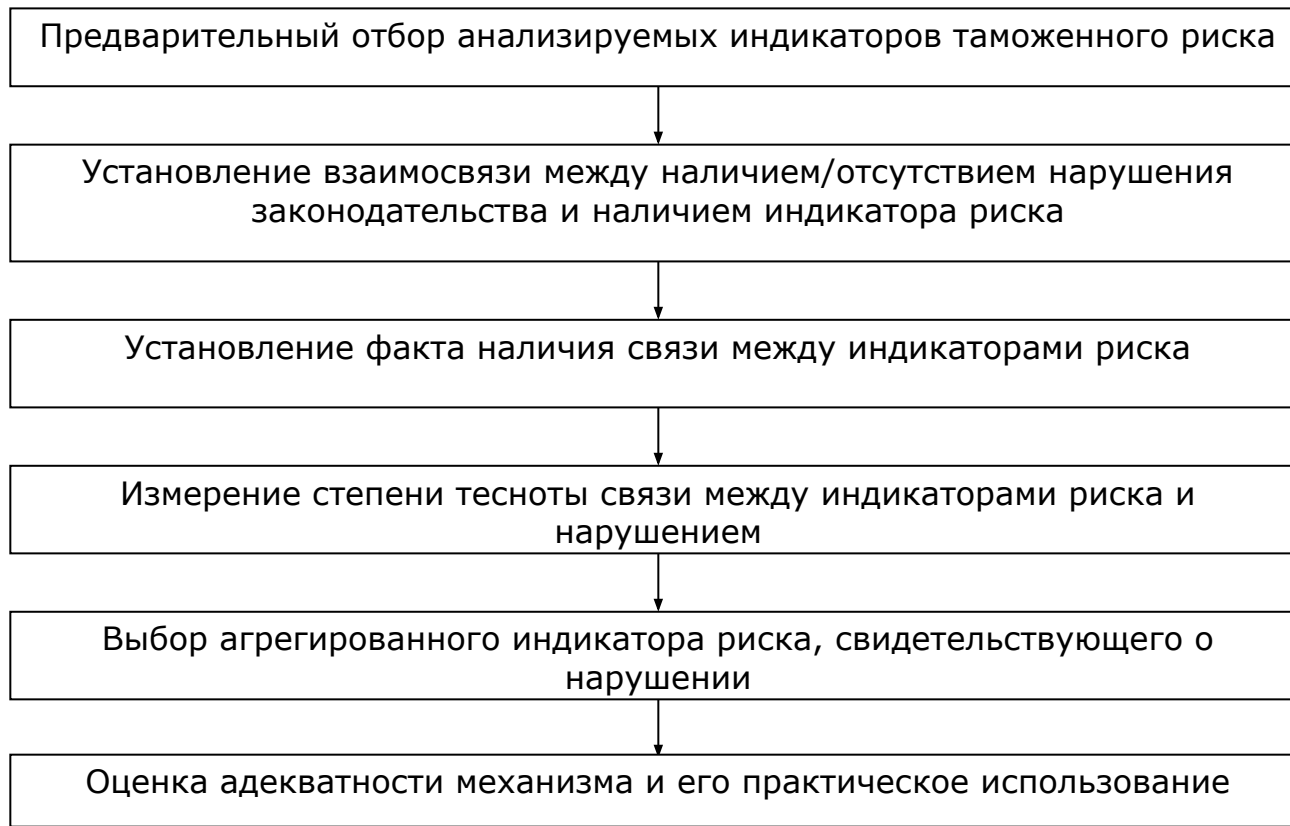 Предварительный отбор анализируемых индикаторов таможенного риска
Установление взаимосвязи между наличием/отсутствием нарушения
законодательства и наличием индикатора риска
Установление факта наличия связи между индикаторами риска
Измерение степени тесноты связи между индикаторами риска и
нарушением
Выбор агрегированного индикатора риска, свидетельствующего о
нарушении
Оценка адекватности механизма и его практическое использование